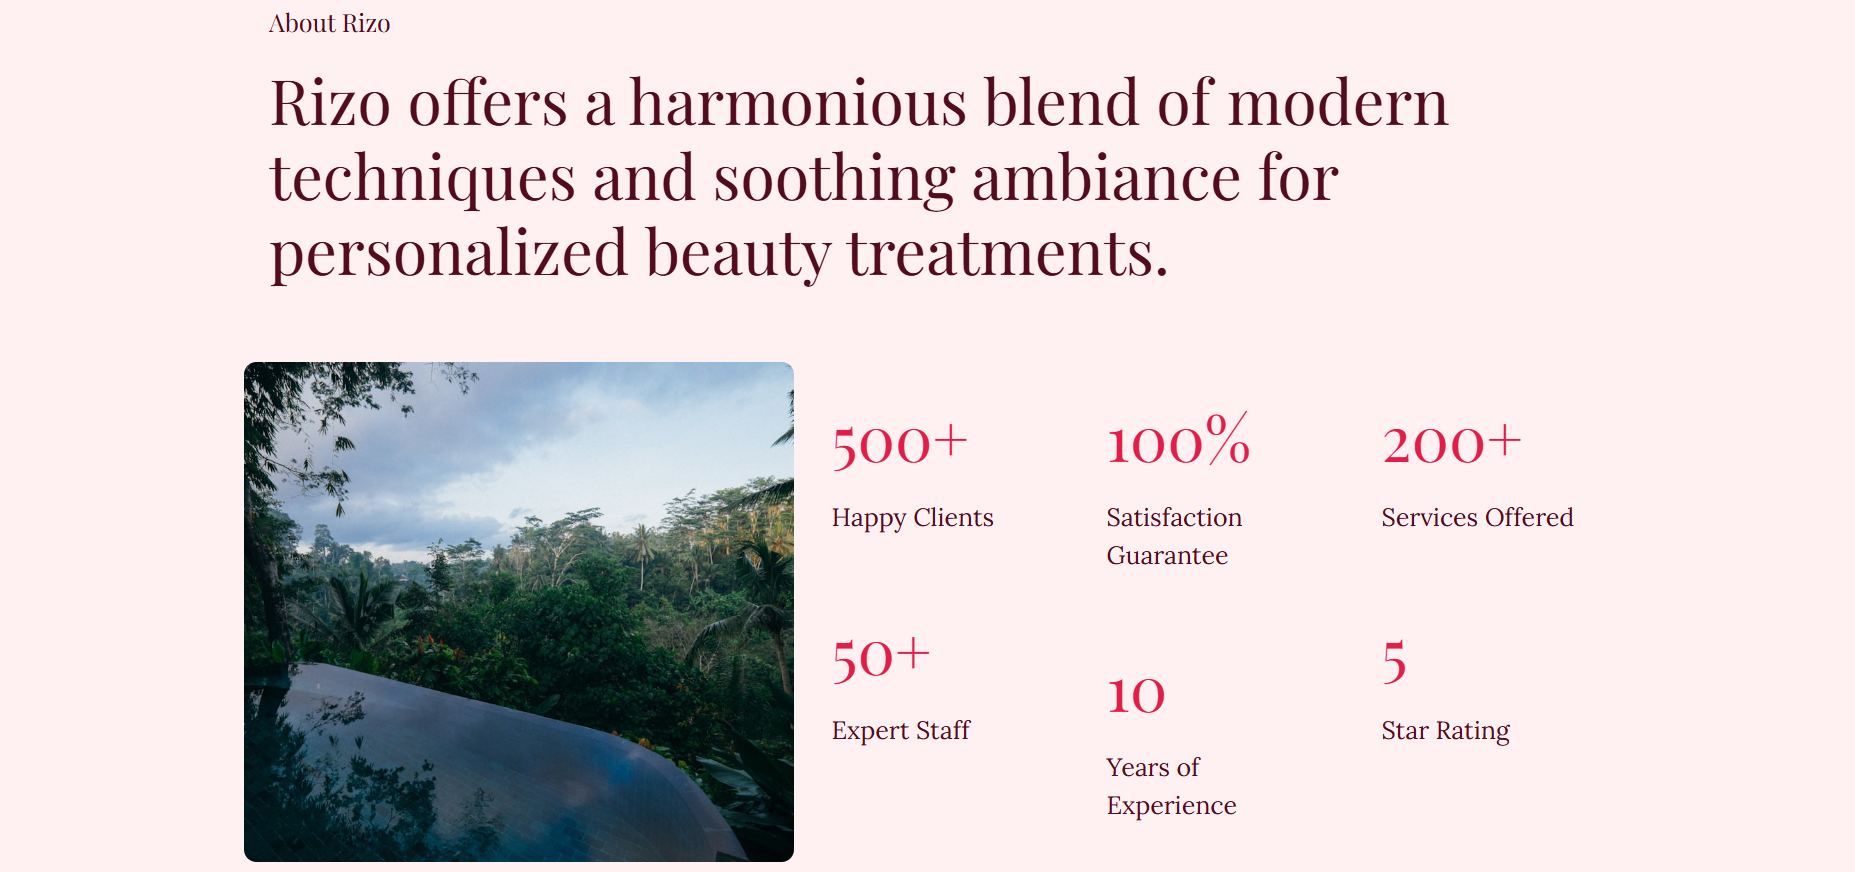 About Rizo
Rizo offers a harmonious blend of modern
techniques and soothing ambiance for
personalized beauty treatments.
500+
Happy Clients
100%
Satisfaction
Guarantee
200+
Services Offered
50+
Expert Staff
10
Years of
Experience
5
Star Rating